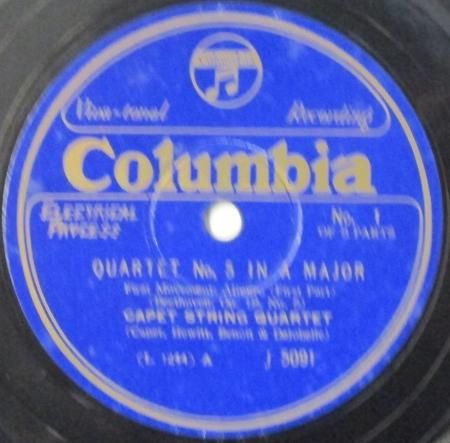 Viva-tonal Recording
Columbia
ELECTRICAL
PROCESS
No. 1
OF 8 PARTS
QUARTET No. 5 IN A MAJOR
First Movement: Allegro (First Part)
(Beethoven: Op. 18, No. 5)
CAPET STRING QUARTET
(Capet, Hewitt, Benoit & Delobelle)
A J 5091